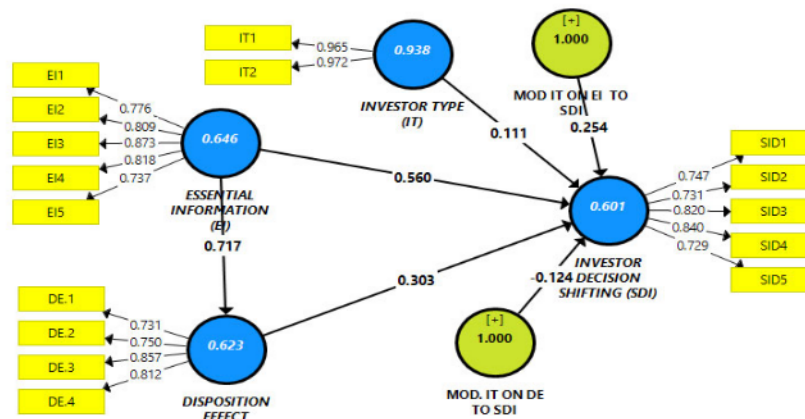 IT1
IT2
0.965
0.972
0.938
INVESTOR TYPE
(IT)
0.111
[+]
1.000
MOD IT ON EI TO
SDI
0.254
EI1
EI2
EI3
EI4
EI5
0.776
0.809
0.873
0.818
0.737
0.646
ESSENTIAL
INFORMATION
(EI)
0.717
0.560
SID1
SID2
SID3
SID4
SID5
0.747
0.731
0.820
0.840
0.729
0.601
INVESTOR
DECISION
SHIFTING (SDI)
0.303
-0.124
DE.1
DE.2
DE.3
DE.4
0.731
0.750
0.857
0.812
0.623
DISPOSITION
EFFECT
[+]
1.000
MOD. IT ON DE
TO SDI